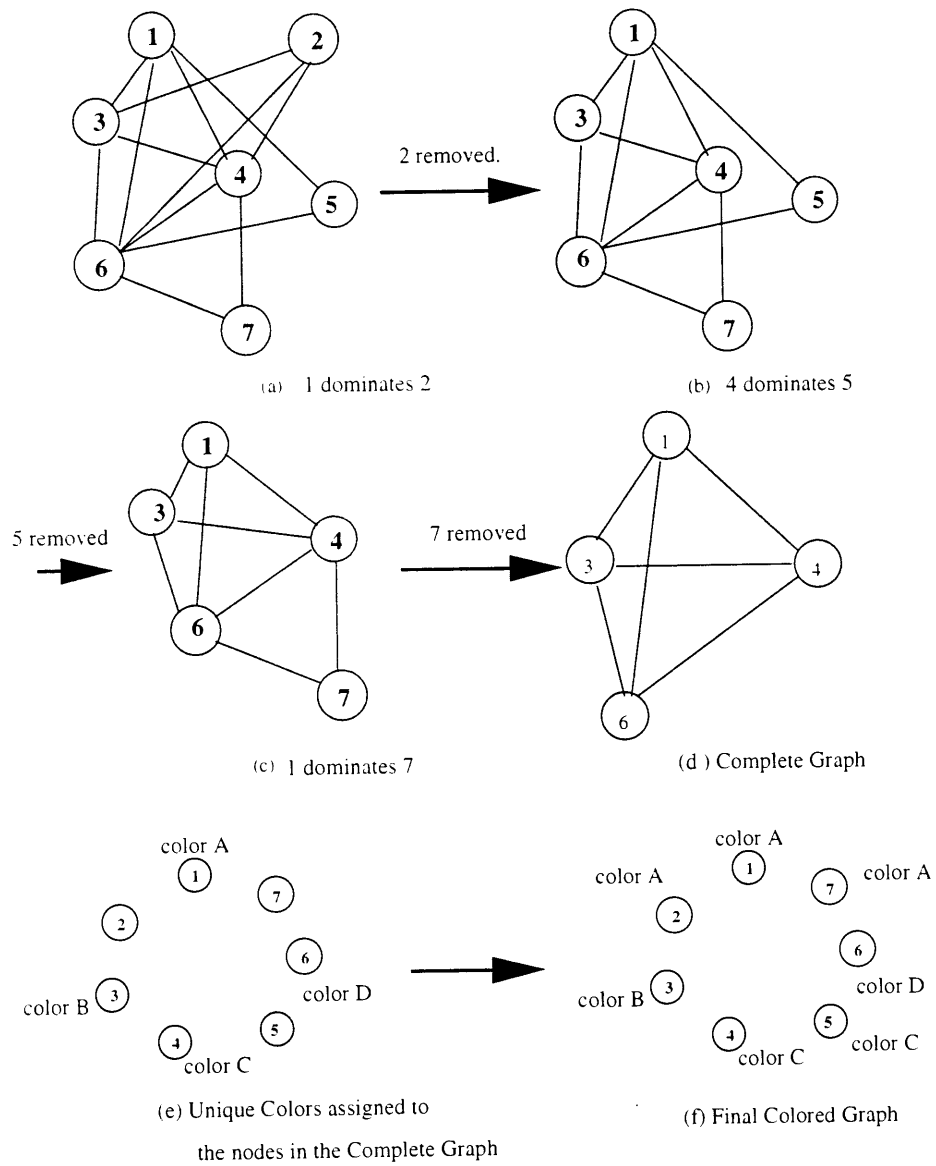 1
2
3
4
5
6
7
2 removed.
1
3
4
5
6
7
(a) 1 dominates 2
(b) 4 dominates 5
5 removed
1
3
4
6
7
7 removed
1
3
4
6
(c) 1 dominates 7
(d ) Complete Graph
color A
1
7
2
6
color D
color B
3
5
4
color C
color A
1
color A
7
color A
2
6
color D
color B
3
5
color C
4
color C
(e) Unique Colors assigned to
the nodes in the Complete Graph
(f) Final Colored Graph